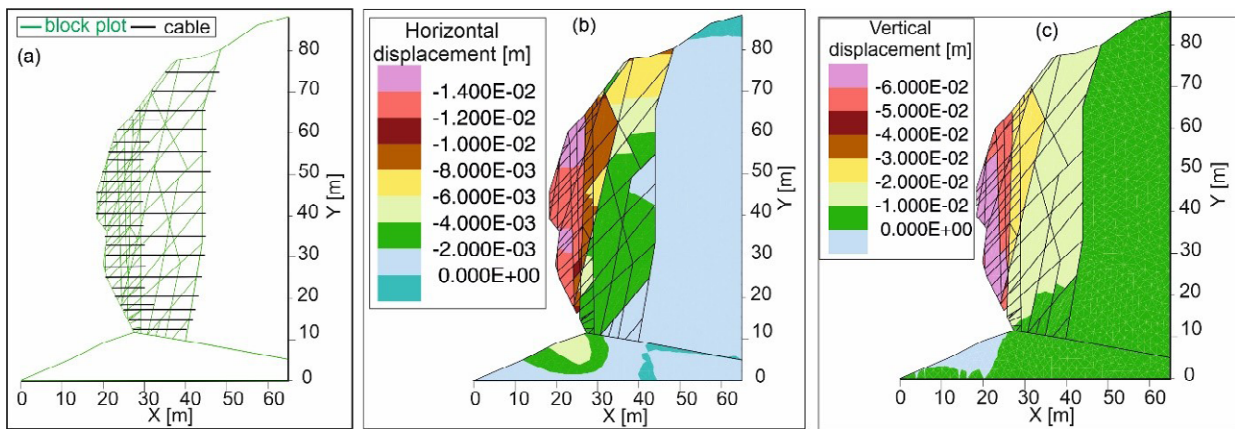 block plot cable
(a)
80
70
60
50
40
30
20
10
0
Y [m]
0 10 20 30 40 50 60
X [m]
Horizontal
displacement [m]
(b)
-1.400E-02
-1.200E-02
-1.000E-02
-8.000E-03
-6.000E-03
-4.000E-03
-2.000E-03
0.000E+00
80
70
60
50
40
30
20
10
0
Y [m]
0 10 20 30 40 50 60
X [m]
Vertical
displacement [m]
(c)
-6.000E-02
-5.000E-02
-4.000E-02
-3.000E-02
-2.000E-02
-1.000E-02
0.000E+00
80
70
60
50
40
30
20
10
0
Y [m]
0 10 20 30 40 50 60
X [m]